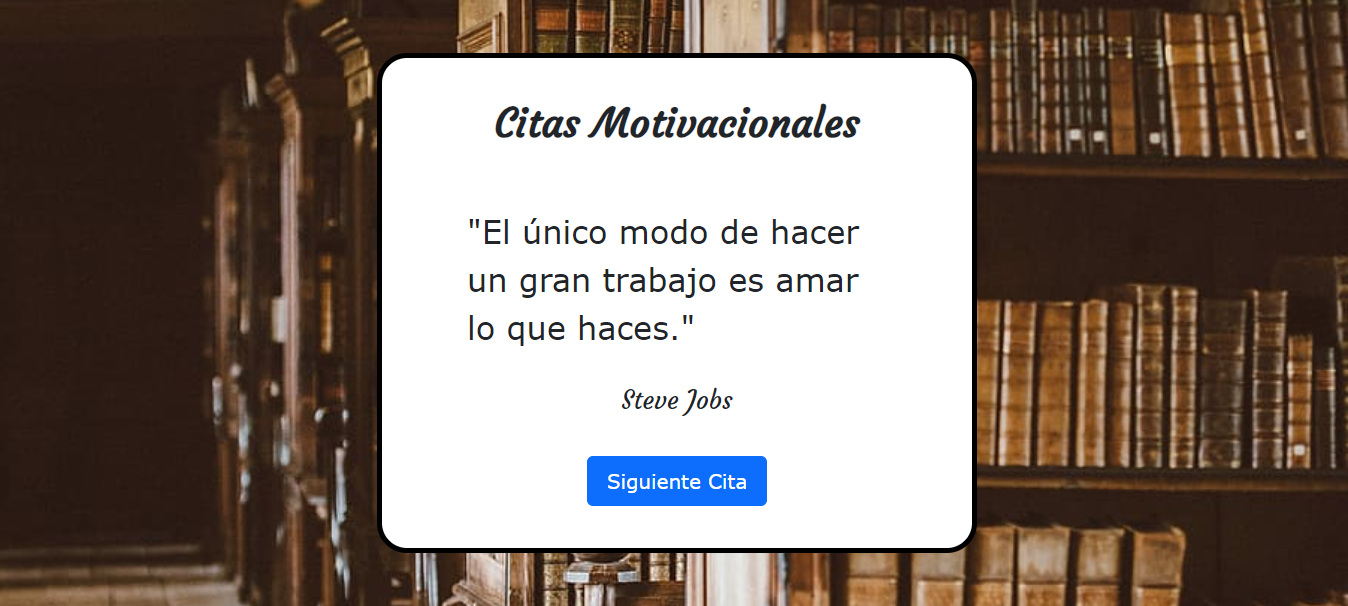 Citas Motivacionales
"El único modo de hacer
un gran trabajo es amar
lo que haces."
Steve Jobs
Siguiente Cita